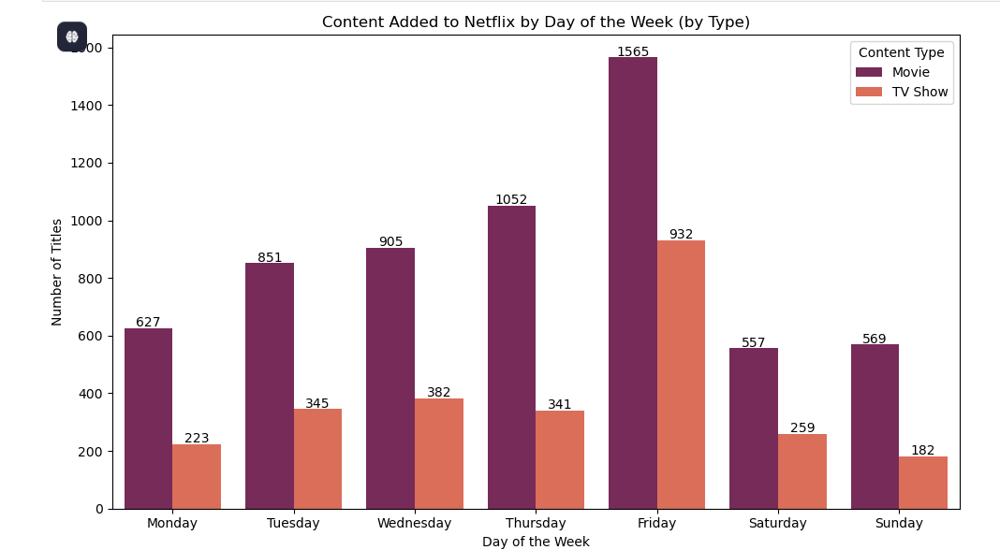 Content Added to Netflix by Day of the Week (by Type)
Content Type
Movie
TV Show
Number of Titles
1400
1200
1000
800
600
400
200
0
627
223
851
345
905
382
1052
341
1565
932
557
259
569
182
Monday
Tuesday
Wednesday
Thursday
Friday
Saturday
Sunday
Day of the Week